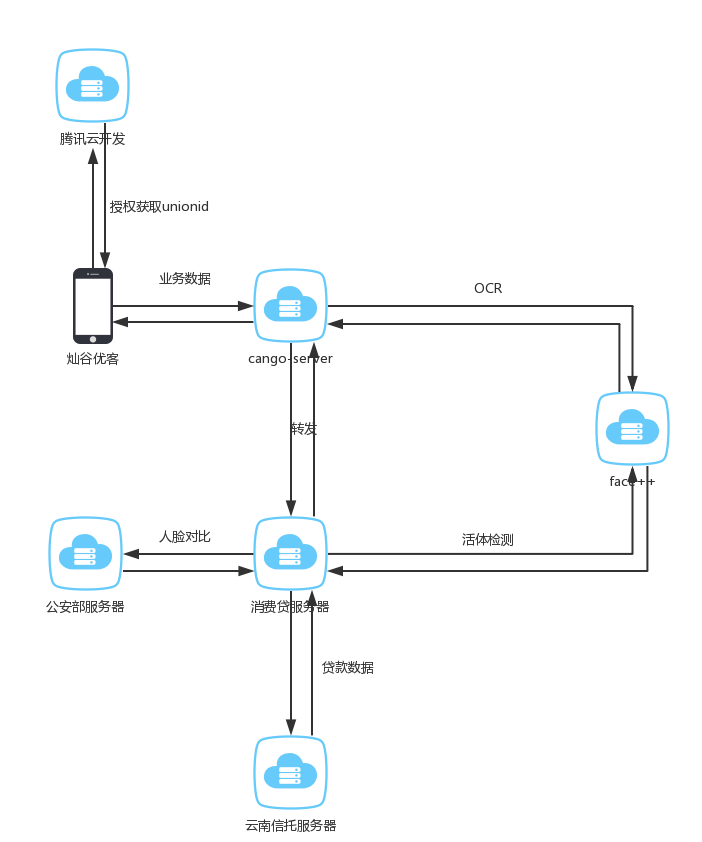 腾讯云开发
授权获取unionid
业务数据
OCR
灿谷优客
cango-server
转发
face++
人脸对比
活体检测
公安部服务器
消费贷服务器
贷款数据
云南信托服务器